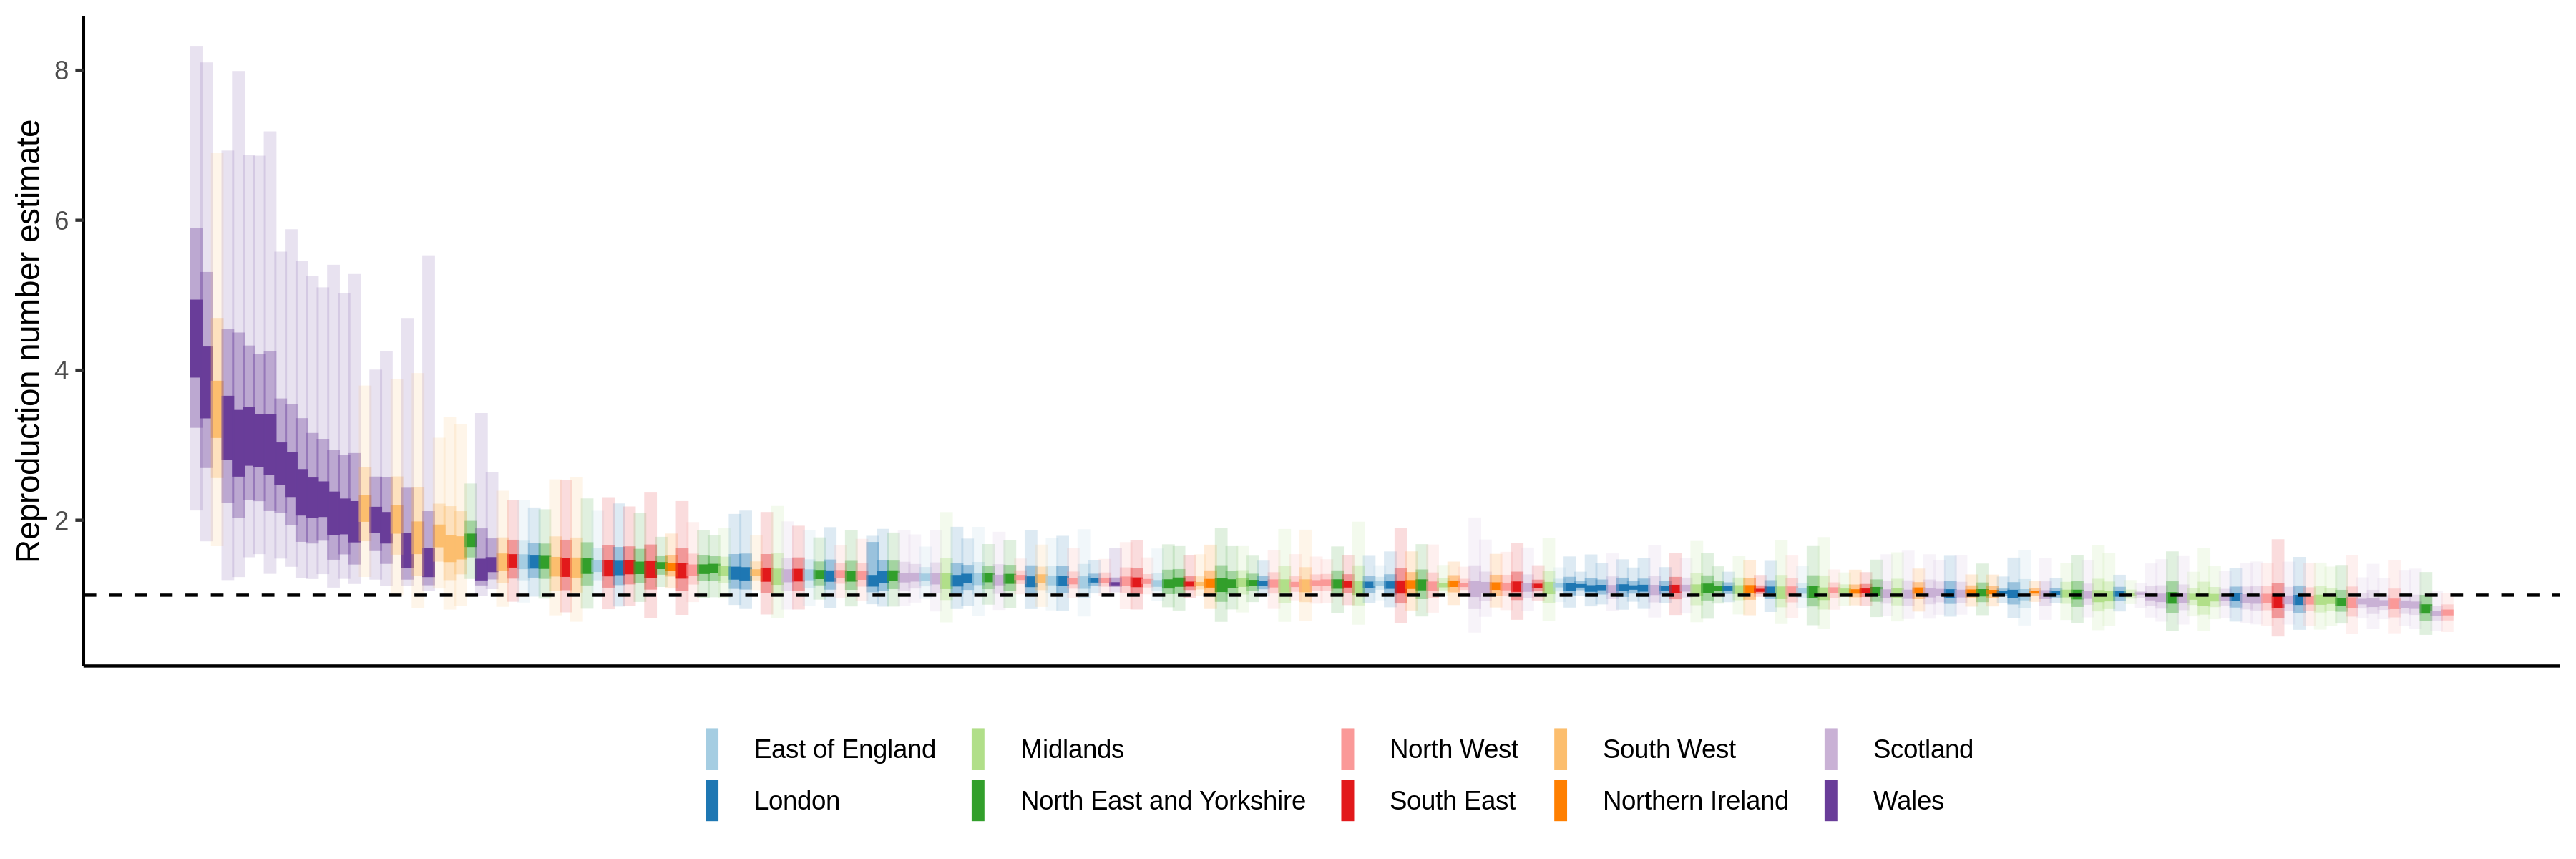 Reproduction number estimate
8
6
4
2
East of England
Midlands
North West
South West
Scotland
London
North East and Yorkshire
South East
Northern Ireland
Wales